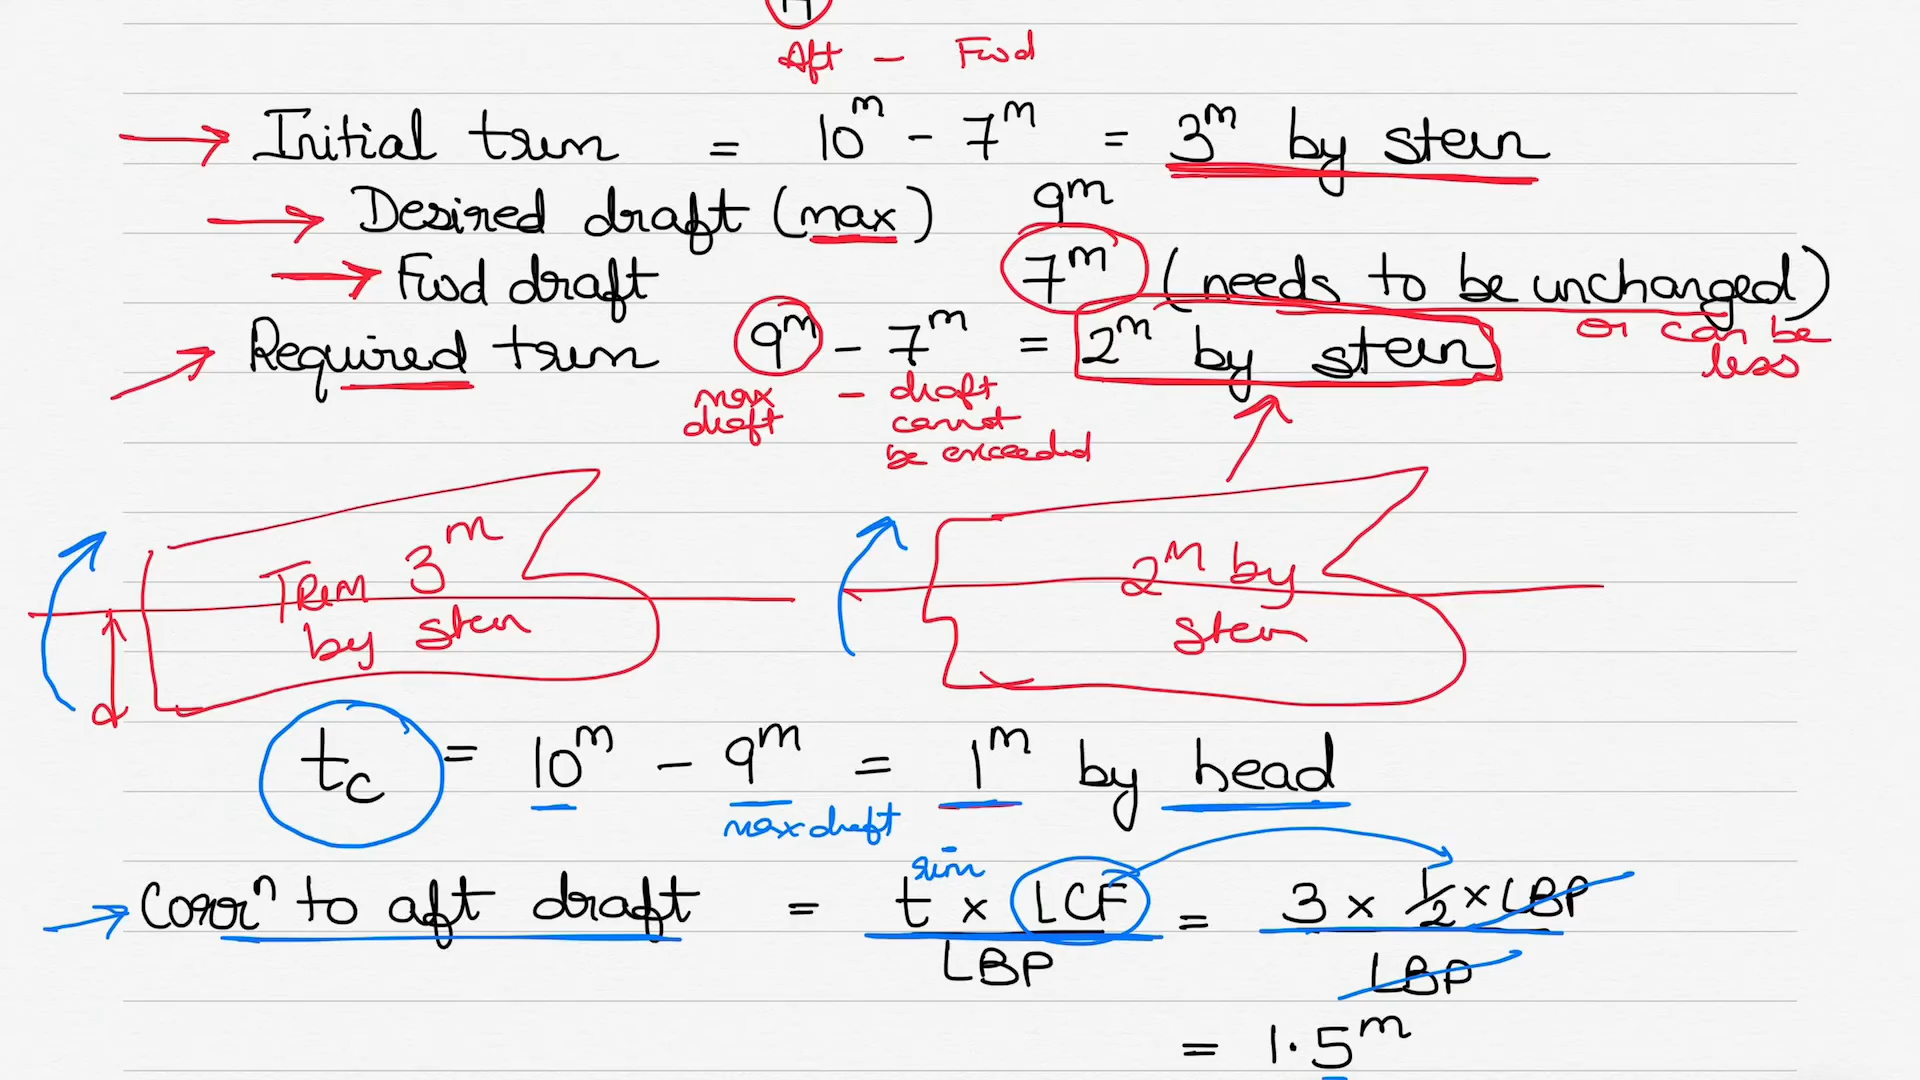 Aft - Fwd
→ Initial trim = 10m - 7m = 3m by stern
→ Desired draft (max) 9m
→ Fwd draft 7m (needs to be unchanged)
or can be less
→ Required trim 9m - 7m = 2m by stern
max draft - draft cannot be exceeded
TRIM 3m by stern
2m by stern
d
tc = 10m - 9m = 1m by head
max draft
→ Corrⁿ to aft draft = t × LCF / LBP = 3 × 1/2 × LBP / LBP
= 1.5m